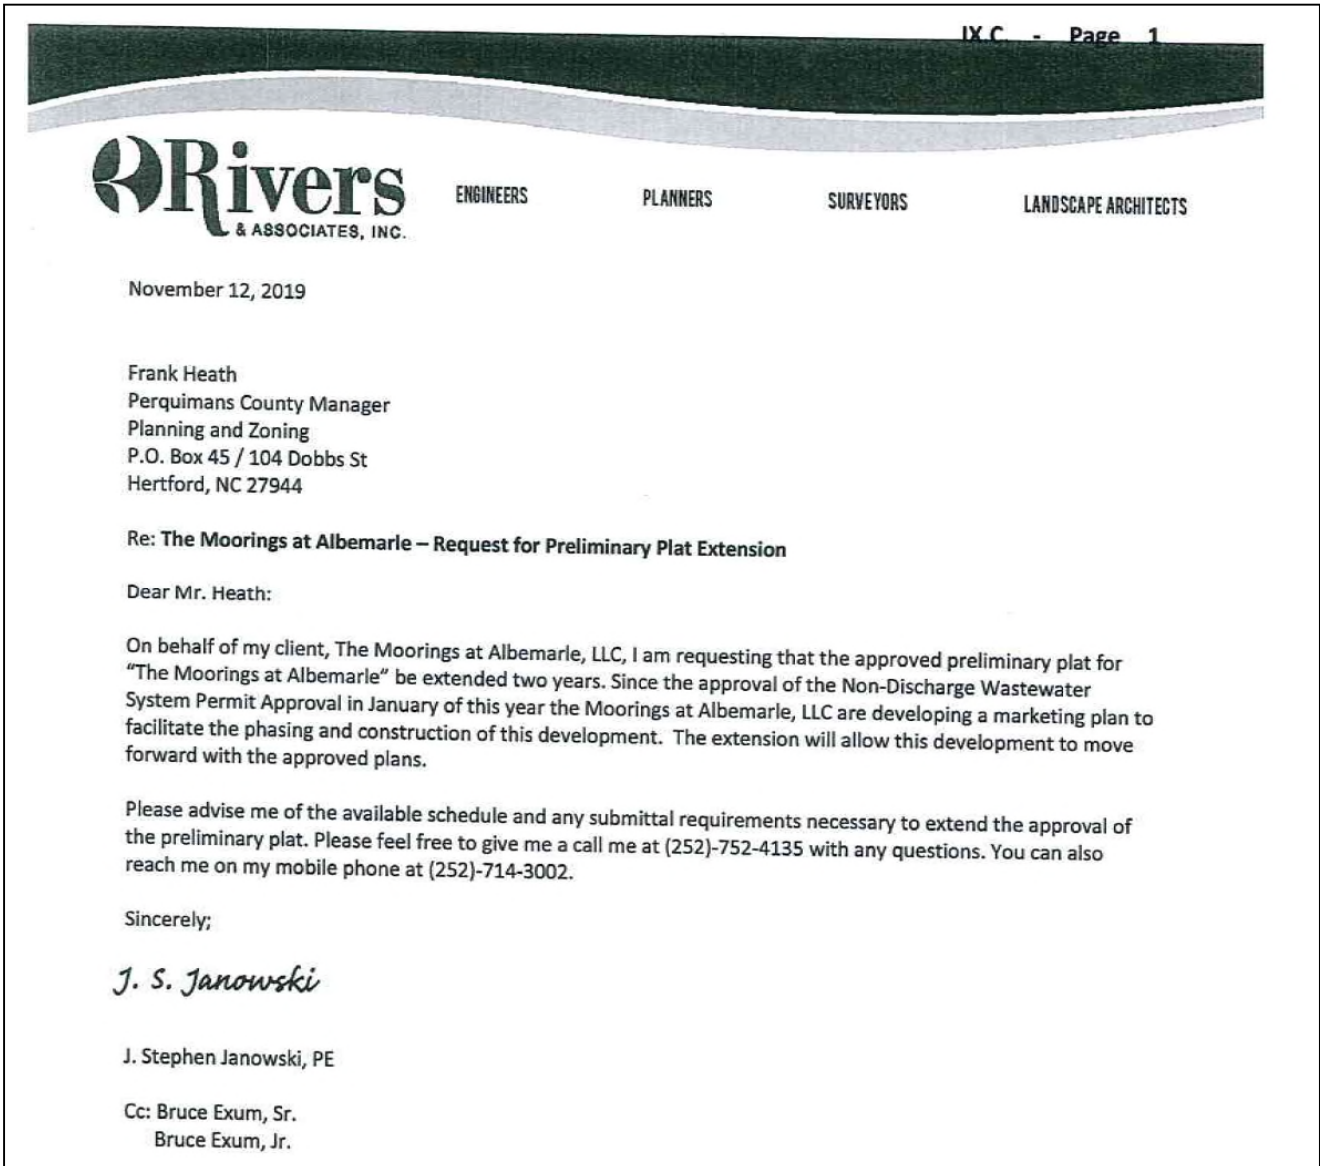 IX.C. - Page 1
Rivers
& ASSOCIATES, INC.
ENGINEERS PLANNERS SURVEYORS LANDSCAPE ARCHITECTS
November 12, 2019
Frank Heath
Perquimans County Manager
Planning and Zoning
P.O. Box 45 / 104 Dobbs St
Hertford, NC 27944
Re: The Moorings at Albemarle – Request for Preliminary Plat Extension
Dear Mr. Heath:
On behalf of my client, The Moorings at Albemarle, LLC, I am requesting that the approved preliminary plat for
"The Moorings at Albemarle" be extended two years. Since the approval of the Non-Discharge Wastewater
System Permit Approval in January of this year the Moorings at Albemarle, LLC are developing a marketing plan to
facilitate the phasing and construction of this development. The extension will allow this development to move
forward with the approved plans.
Please advise me of the available schedule and any submittal requirements necessary to extend the approval of
the preliminary plat. Please feel free to give me a call me at (252)-752-4135 with any questions. You can also
reach me on my mobile phone at (252)-714-3002.
Sincerely;
J. S. Janowski
J. Stephen Janowski, PE
Cc: Bruce Exum, Sr.
Bruce Exum, Jr.